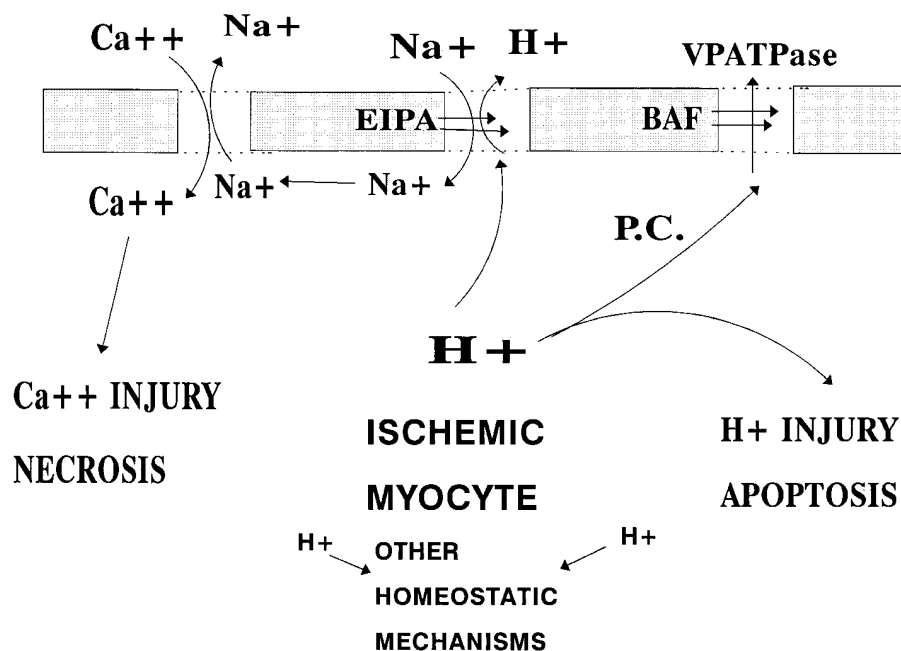 Ca++ Na+ Na+ H+ VPATPase
EIPA BAF
Ca++ Na+ Na+
P.C.
H+
Ca++ INJURY
NECROSIS
ISCHEMIC
MYOCYTE
H+ INJURY
APOPTOSIS
H+ OTHER H+
HOMEOSTATIC
MECHANISMS